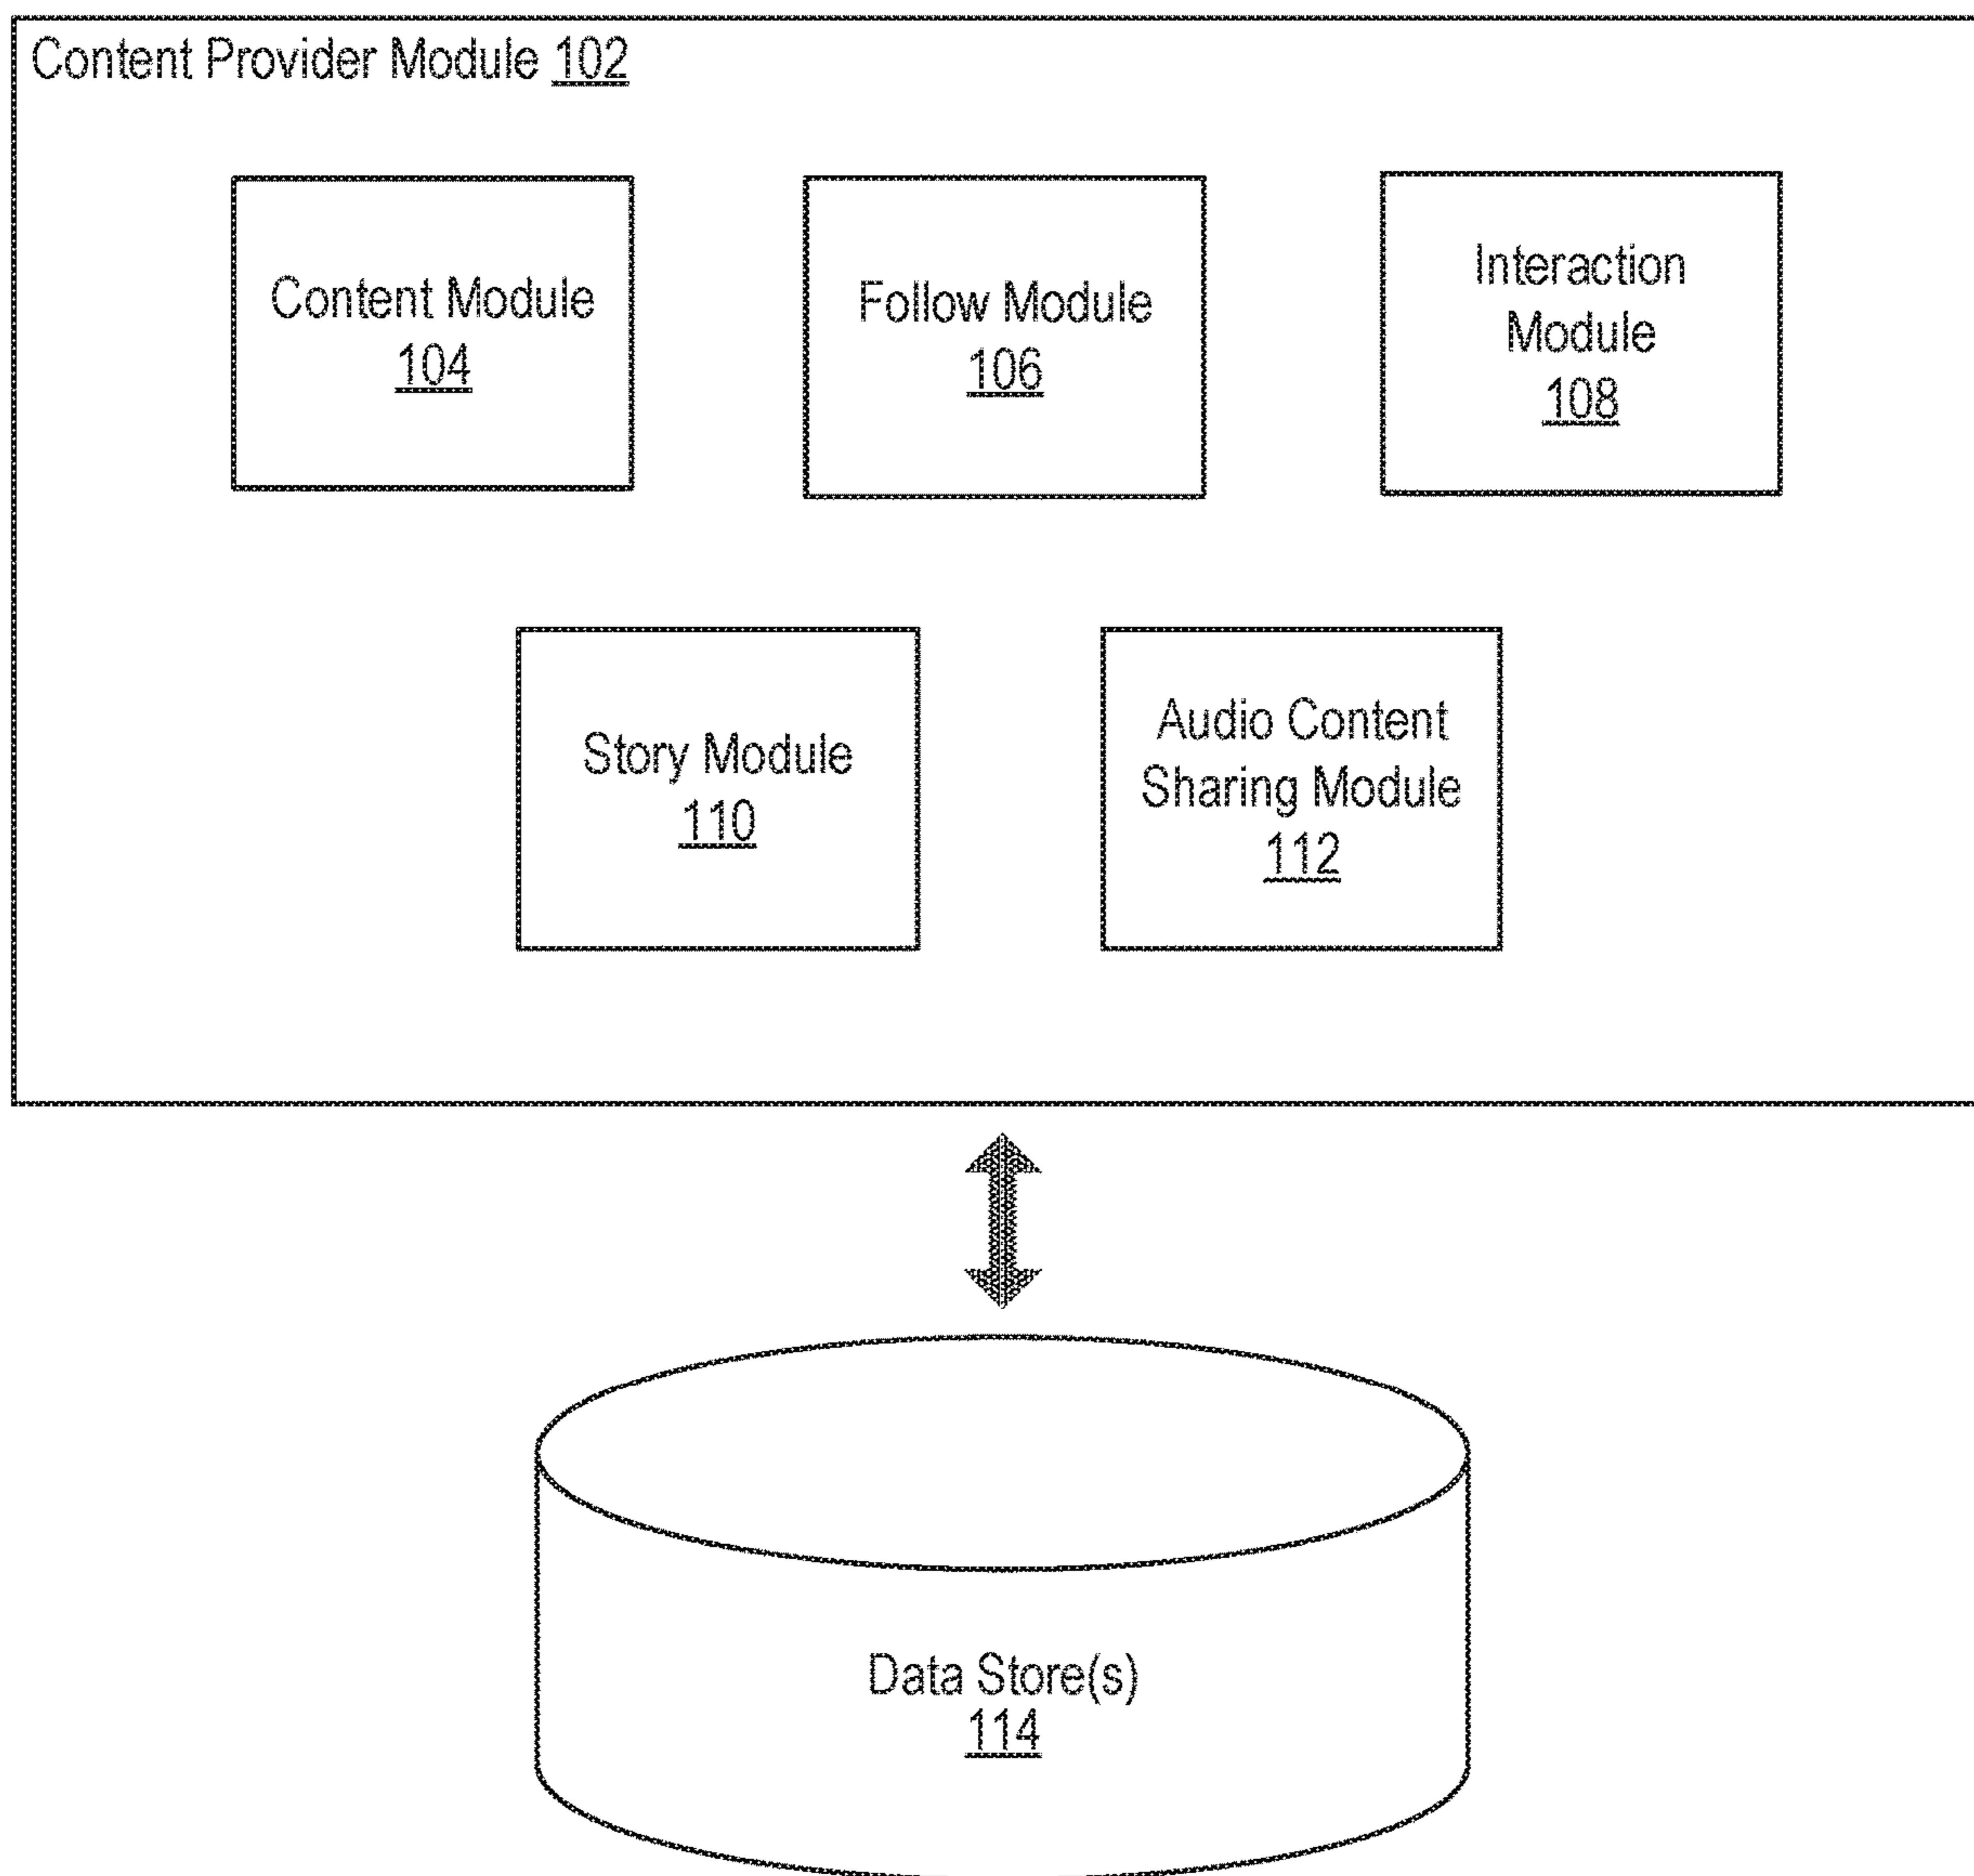 Content Provider Module 102
Content Module
104
Follow Module
106
Interaction
Module
108
Story Module
110
Audio Content
Sharing Module
112
Data Store(s)
114